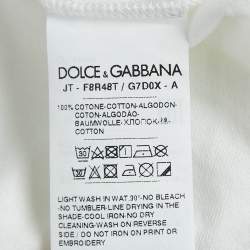 DOLCE & GABBANA
JT - F8R48T / G7D0X - A
100% COTONE-COTTON-ALGODON
COTON-ALGODÃO-
BAUMWOLLE-ХЛОПОК-棉-
COTTON
LIGHT WASH IN WAT.30°-NO BLEACH
-NO TUMBLER-LINE DRYING IN THE
SHADE-COOL IRON-NO DRY
CLEANING-WASH ON REVERSE
SIDE: DO NOT IRON ON PRINT OR
EMBROIDERY